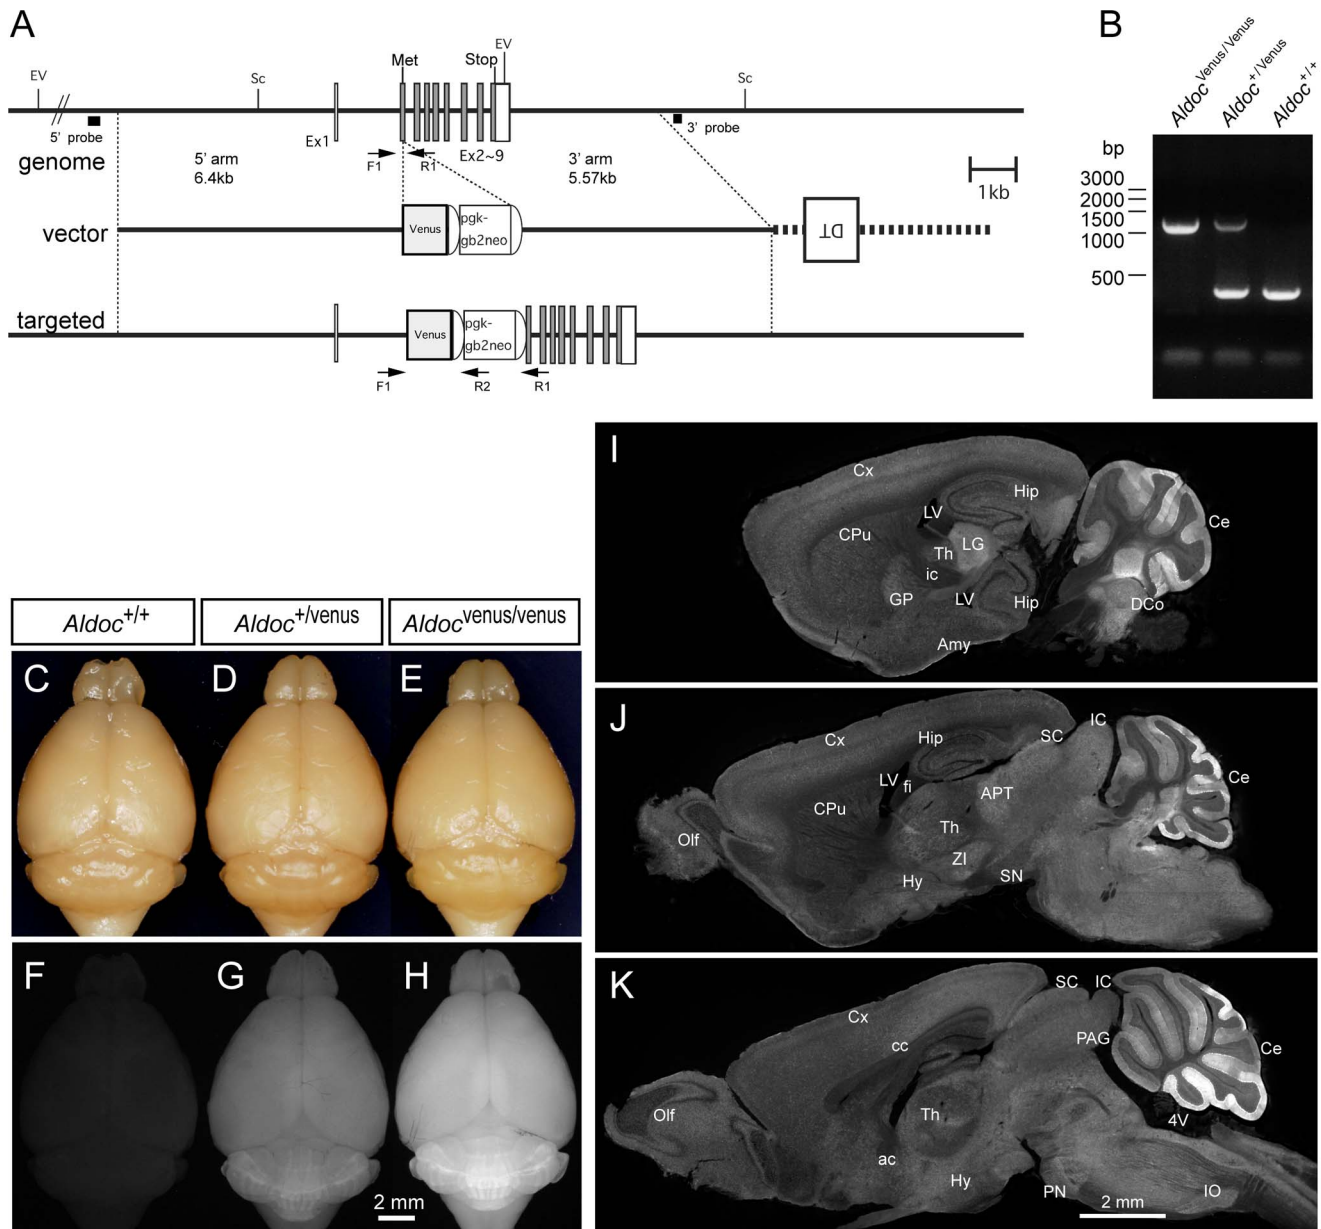 A
EV
5' probe
genome
Sc
Ex1
Met
Stop
EV
F1
R1
Ex2~9
Sc
3' probe
5' arm
6.4kb
3' arm
5.57kb
1kb
vector
Venus
pgk-
gb2neo
DT
targeted
Venus
pgk-
gb2neo
F1
R2
R1
B
Aldoc Venus/Venus
Aldoc +/Venus
Aldoc +/+
bp
3000
2000
1500
1000
500
Aldoc +/+
Aldoc +/venus
Aldoc venus/venus
C
D
E
F
G
H
2 mm
I
Cx
Hip
LV
CPu
LG
Th
ic
GP
LV
Hip
Amy
Ce
DCo
J
Cx
Hip
SC
IC
LV
fi
APT
CPu
Th
Olf
ZI
Hy
SN
Ce
K
SC
IC
Cx
cc
PAG
Ce
Olf
Th
4V
ac
Hy
PN
IO
2 mm